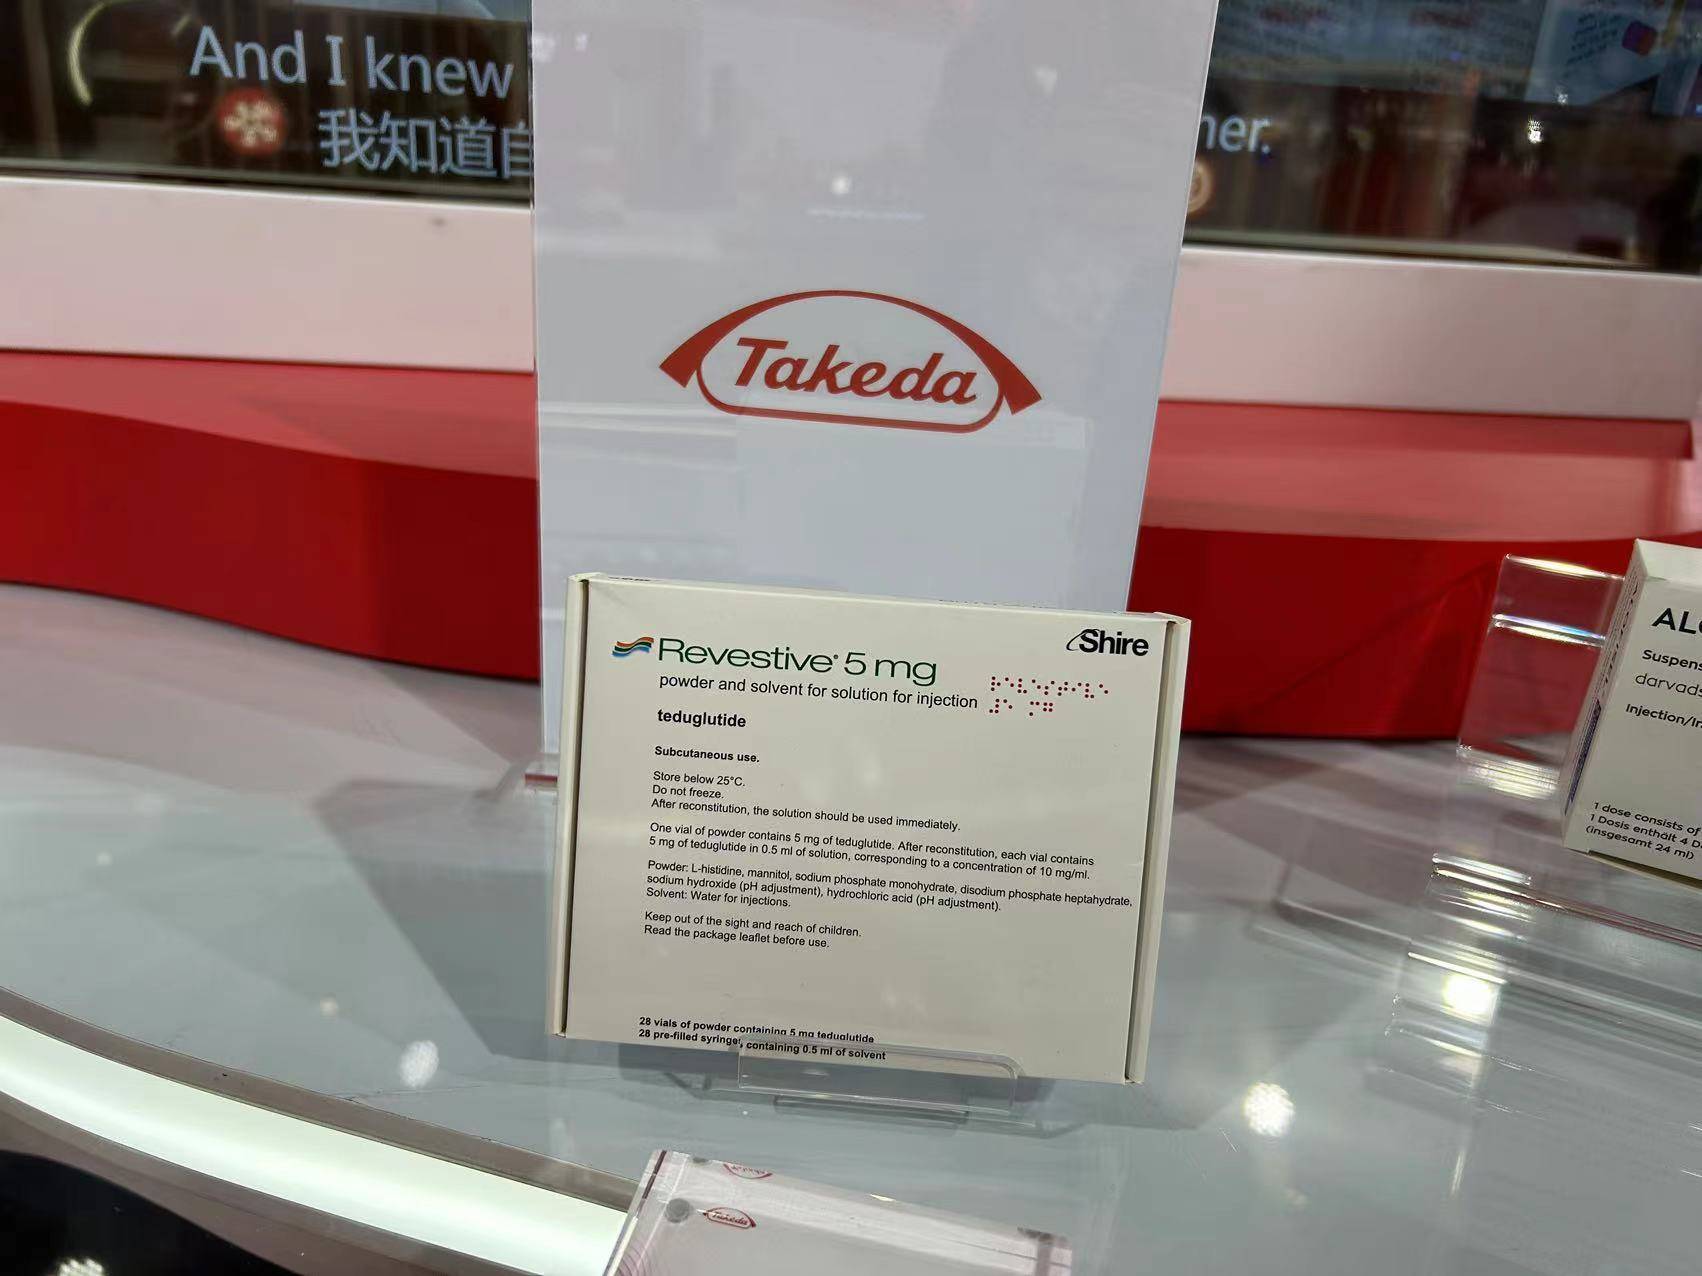 And I knew
我知道自
her.
Takeda
Shire
Revestive® 5 mg
powder and solvent for solution for injection
teduglutide
Subcutaneous use.
Store below 25°C.
Do not freeze.
After reconstitution, the solution should be used immediately.
One vial of powder contains 5 mg of teduglutide. After reconstitution, each vial contains
5 mg of teduglutide in 0.5 ml of solution, corresponding to a concentration of 10 mg/ml.
Powder: L-histidine, mannitol, sodium phosphate monohydrate, disodium phosphate heptahydrate,
sodium hydroxide (pH adjustment), hydrochloric acid (pH adjustment).
Solvent: Water for injections.
Keep out of the sight and reach of children.
Read the package leaflet before use.
28 vials of powder containing 5 mg teduglutide
28 pre-filled syringe, containing 0.5 ml of solvent
AL
Suspens
darvads
Injection/In
1 dose consists of
1 Dosis enthält 4 D
(insgesamt 24 ml)
Takeda